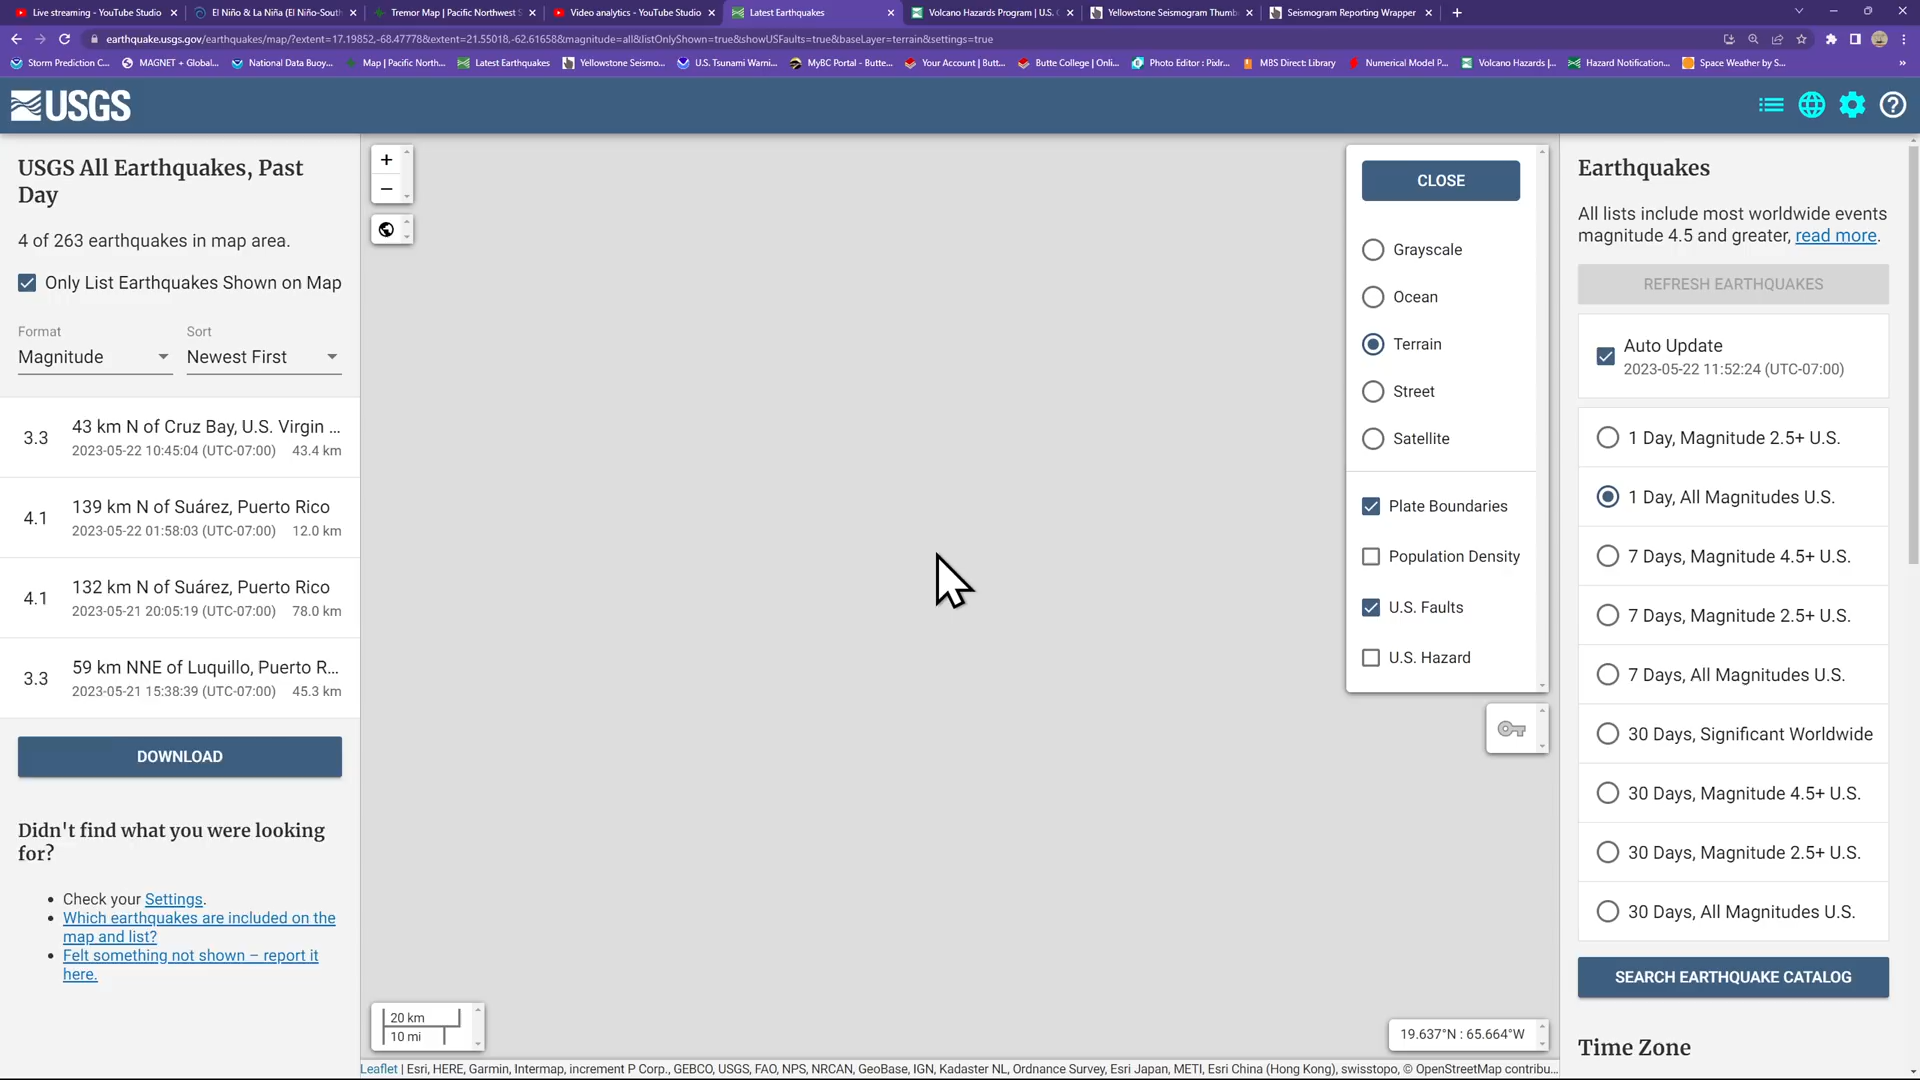 Live streaming - YouTube Studio
El Niño & La Niña (El Niño-South
Tremor Map | Pacific Northwest S
Video analytics - YouTube Studio
Latest Earthquakes
Volcano Hazards Program | U.S. G
Yellowstone Seismogram Thumb
Seismogram Reporting Wrapper
earthquake.usgs.gov/earthquakes/map/?extent=17.19852,-68.47778&extent=21.55018,-62.61658&magnitude=all&listOnlyShown=true&showUSFaults=true&baseLayer=terrain&settings=true
Storm Prediction C...
MAGNET + Global...
National Data Buoy...
Map | Pacific North...
Latest Earthquakes
Yellowstone Seismo...
U.S. Tsunami Warni...
MyBC Portal - Butte...
Your Account | Butt...
Butte College | Onli...
Photo Editor : Pixlr...
MBS Direct: Library
Numerical Model P...
Volcano Hazards |...
Hazard Notification...
Space Weather by S...
USGS
USGS All Earthquakes, Past
Day
4 of 263 earthquakes in map area.
Only List Earthquakes Shown on Map
Format
Sort
Magnitude
Newest First
3.3
43 km N of Cruz Bay, U.S. Virgin ...
2023-05-22 10:45:04 (UTC-07:00) 43.4 km
4.1
139 km N of Suárez, Puerto Rico
2023-05-22 01:58:03 (UTC-07:00) 12.0 km
4.1
132 km N of Suárez, Puerto Rico
2023-05-21 20:05:19 (UTC-07:00) 78.0 km
3.3
59 km NNE of Luquillo, Puerto R...
2023-05-21 15:38:39 (UTC-07:00) 45.3 km
DOWNLOAD
Didn't find what you were looking
for?
• Check your Settings.
• Which earthquakes are included on the
map and list?
• Felt something not shown – report it
here.
+
−
20 km
10 mi
CLOSE
Grayscale
Ocean
Terrain
Street
Satellite
Plate Boundaries
Population Density
U.S. Faults
U.S. Hazard
19.637°N : 65.664°W
Leaflet | Esri, HERE, Garmin, Intermap, increment P Corp., GEBCO, USGS, FAO, NPS, NRCAN, GeoBase, IGN, Kadaster NL, Ordnance Survey, Esri Japan, METI, Esri China (Hong Kong), swisstopo, © OpenStreetMap contribu...
Earthquakes
All lists include most worldwide events
magnitude 4.5 and greater, read more.
REFRESH EARTHQUAKES
Auto Update
2023-05-22 11:52:24 (UTC-07:00)
1 Day, Magnitude 2.5+ U.S.
1 Day, All Magnitudes U.S.
7 Days, Magnitude 4.5+ U.S.
7 Days, Magnitude 2.5+ U.S.
7 Days, All Magnitudes U.S.
30 Days, Significant Worldwide
30 Days, Magnitude 4.5+ U.S.
30 Days, Magnitude 2.5+ U.S.
30 Days, All Magnitudes U.S.
SEARCH EARTHQUAKE CATALOG
Time Zone